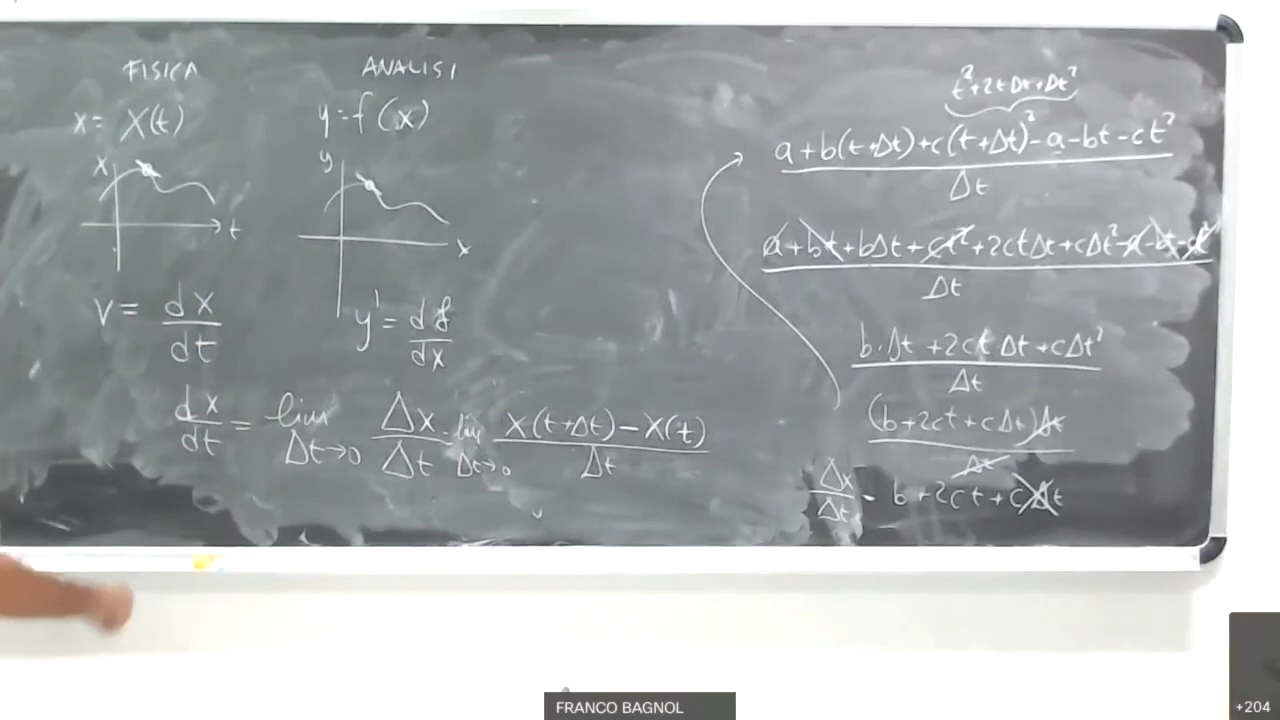 FISICA
x = X(t)
x
t
v = dx/dt
dx/dt = lim Δt→0 Δx/Δt = lim Δt→0 X(t+Δt) - X(t) / Δt
ANALISI
y = f(x)
y
x
y' = df/dx
t²+2tΔt+Δt²
a+b(t+Δt)+c(t+Δt)²-a-bt-ct² / Δt
a+bt+bΔt+ct²+2ctΔt+cΔt²-a-bt-ct² / Δt
b·Δt+2ctΔt+cΔt² / Δt
(b+2ct+cΔt)Δt / Δt
Δx/Δt = b+2ct+cΔt
FRANCO BAGNOL
+204